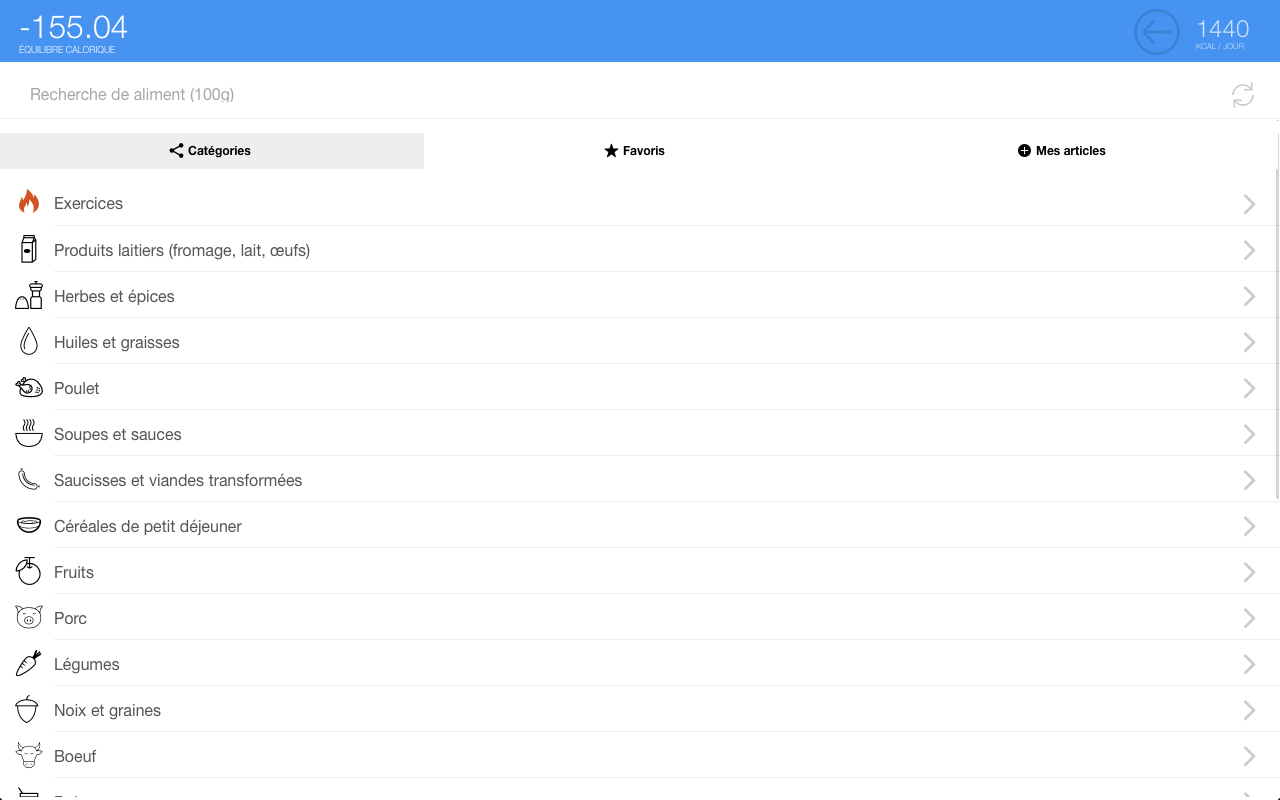 -155.04
ÉQUILIBRE CALORIQUE
1440
KCAL / JOUR
Recherche de aliment (100g)
Catégories
Favoris
Mes articles
Exercices
Produits laitiers (fromage, lait, œufs)
Herbes et épices
Huiles et graisses
Poulet
Soupes et sauces
Saucisses et viandes transformées
Céréales de petit déjeuner
Fruits
Porc
Légumes
Noix et graines
Boeuf